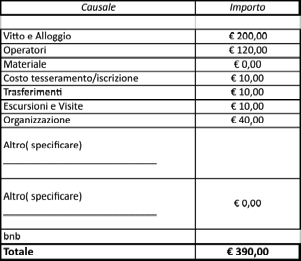 Causale Importo
Vitto e Alloggio € 200,00
Operatori € 120,00
Materiale € 0,00
Costo tesseramento/iscrizione € 10,00
Trasferimenti € 10,00
Escursioni e Visite € 10,00
Organizzazione € 40,00
Altro( specificare)
Altro( specificare)
€ 0,00
bnb
Totale € 390,00